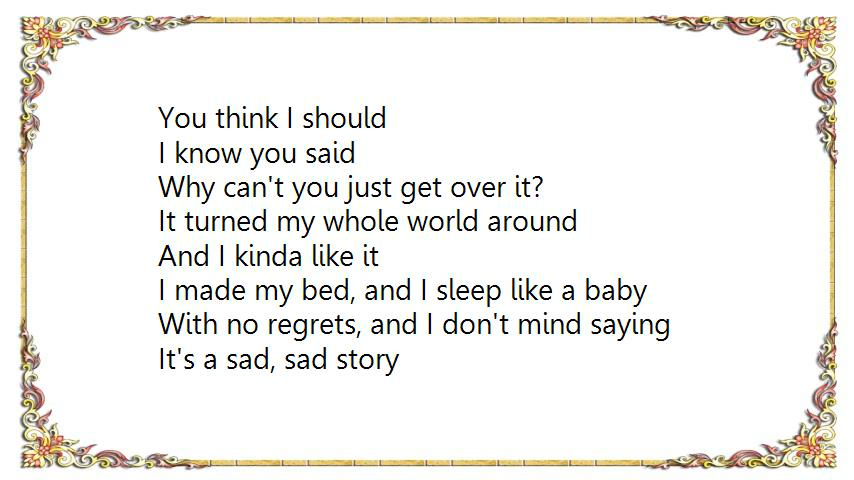 You think I should
I know you said
Why can't you just get over it?
It turned my whole world around
And I kinda like it
I made my bed, and I sleep like a baby
With no regrets, and I don't mind saying
It's a sad, sad story